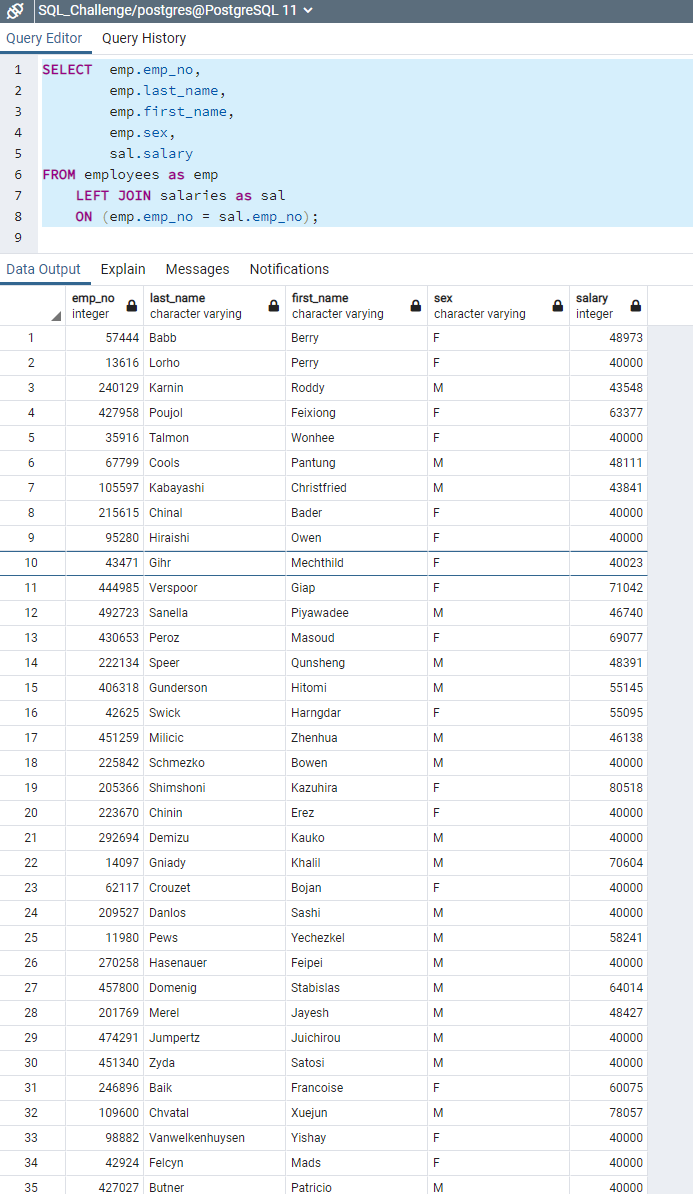 SQL_Challenge/postgres@PostgreSQL 11
Query Editor Query History
1 SELECT emp.emp_no,
2 emp.last_name,
3 emp.first_name,
4 emp.sex,
5 sal.salary
6 FROM employees as emp
7 LEFT JOIN salaries as sal
8 ON (emp.emp_no = sal.emp_no);
9
Data Output Explain Messages Notifications
emp_no last_name first_name sex salary
integer character varying character varying character varying integer
1 57444 Babb Berry F 48973
2 13616 Lorho Perry F 40000
3 240129 Karnin Roddy M 43548
4 427958 Poujol Feixiong F 63377
5 35916 Talmon Wonhee F 40000
6 67799 Cools Pantung M 48111
7 105597 Kabayashi Christfried M 43841
8 215615 Chinal Bader F 40000
9 95280 Hiraishi Owen F 40000
10 43471 Gihr Mechthild F 40023
11 444985 Verspoor Giap F 71042
12 492723 Sanella Piyawadee M 46740
13 430653 Peroz Masoud F 69077
14 222134 Speer Qunsheng M 48391
15 406318 Gunderson Hitomi M 55145
16 42625 Swick Harngdar F 55095
17 451259 Milicic Zhenhua M 46138
18 225842 Schmezko Bowen M 40000
19 205366 Shimshoni Kazuhira F 80518
20 223670 Chinin Erez F 40000
21 292694 Demizu Kauko M 40000
22 14097 Gniady Khalil M 70604
23 62117 Crouzet Bojan F 40000
24 209527 Danlos Sashi M 40000
25 11980 Pews Yechezkel M 58241
26 270258 Hasenauer Feipei M 40000
27 457800 Domenig Stabislas M 64014
28 201769 Merel Jayesh M 48427
29 474291 Jumpertz Juichirou M 40000
30 451340 Zyda Satosi M 40000
31 246896 Baik Francoise F 60075
32 109600 Chvatal Xuejun M 78057
33 98882 Vanwelkenhuysen Yishay F 40000
34 42924 Felcyn Mads F 40000
35 427027 Butner Patricio M 40000